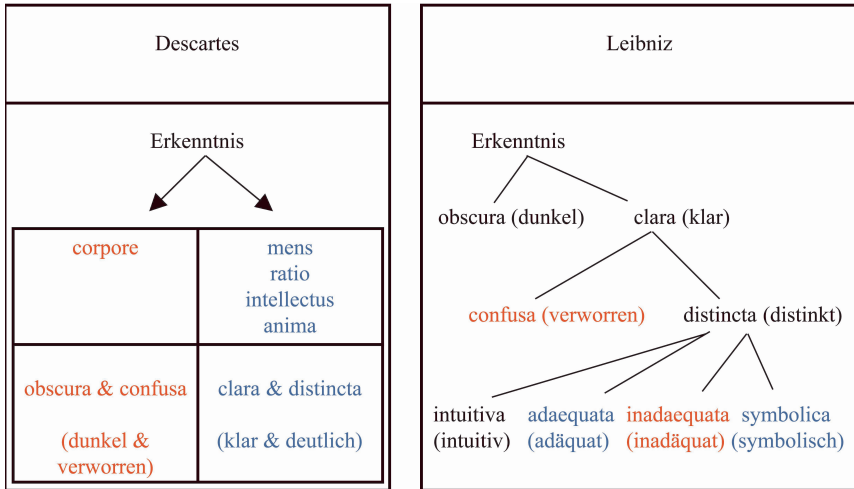 Descartes
Erkenntnis
corpore
mens
ratio
intellectus
anima
obscura & confusa
(dunkel &
verworren)
clara & distincta
(klar & deutlich)
Leibniz
Erkenntnis
obscura (dunkel)
clara (klar)
confusa (verworren)
distincta (distinkt)
intuitiva
(intuitiv)
adaequata
(adäquat)
inadaequata
(inadäquat)
symbolica
(symbolisch)